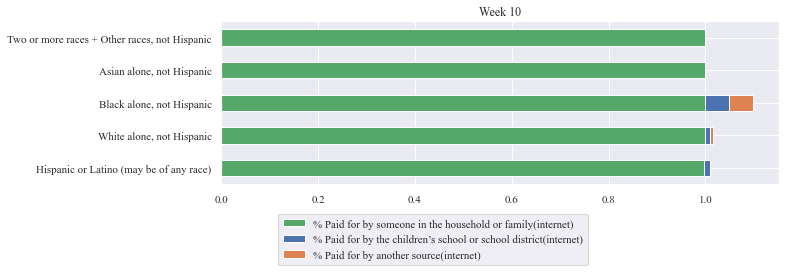 Week 10
Two or more races + Other races, not Hispanic
Asian alone, not Hispanic
Black alone, not Hispanic
White alone, not Hispanic
Hispanic or Latino (may be of any race)
0.0 0.2 0.4 0.6 0.8 1.0
% Paid for by someone in the household or family(internet)
% Paid for by the children’s school or school district(internet)
% Paid for by another source(internet)